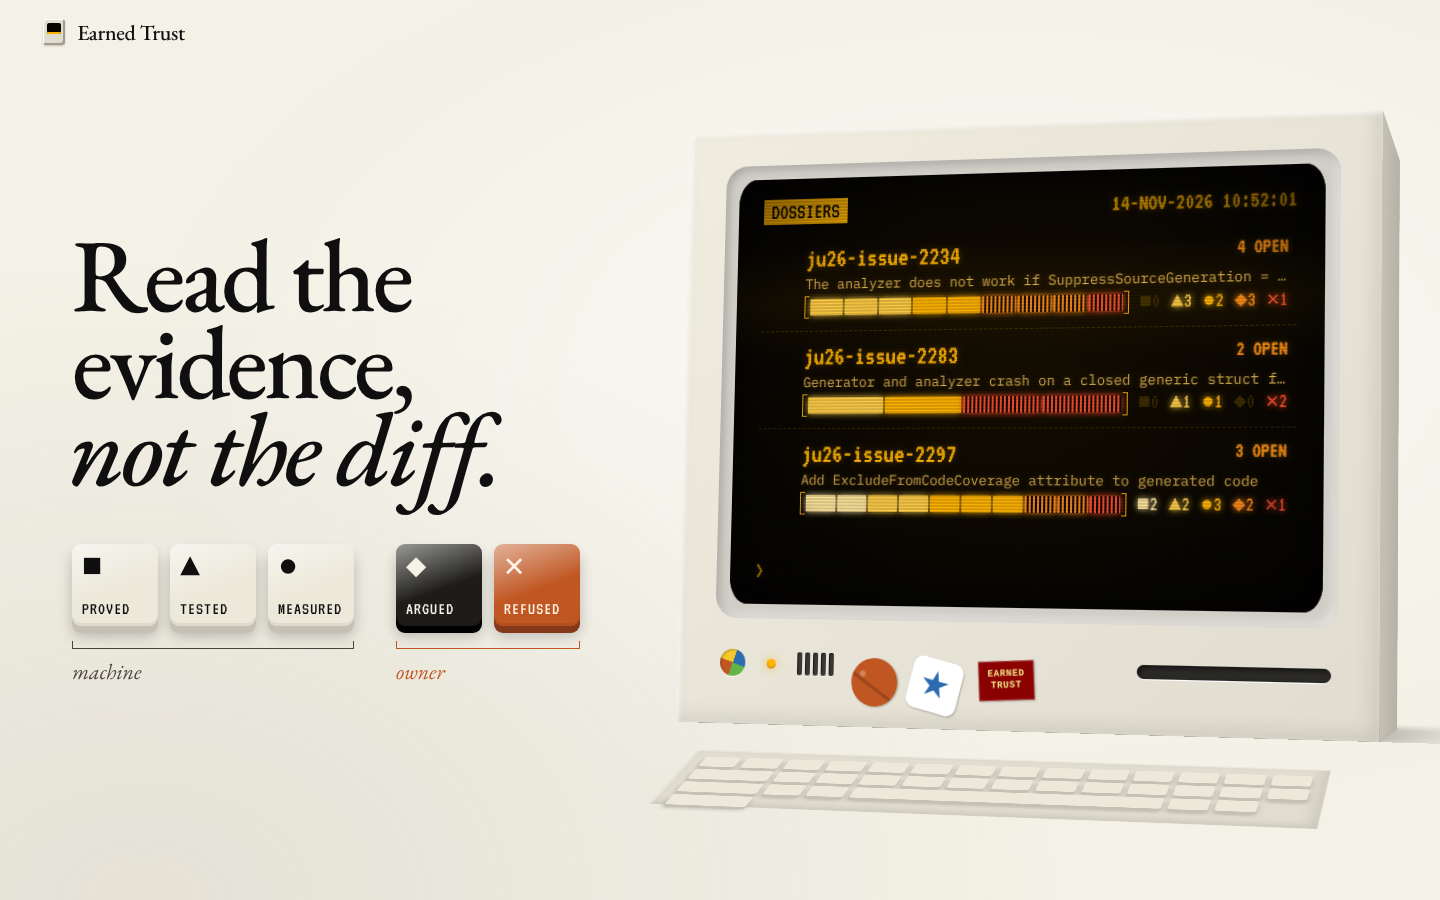 Earned Trust
Read the
evidence,
not the diff.
PROVED
TESTED
MEASURED
ARGUED
REFUSED
machine
owner
DOSSIERS
14-NOV-2026 10:52:01
ju26-issue-2234
4 OPEN
The analyzer does not work if SuppressSourceGeneration = …
■0 ▲3 ●2 ◆3 ✕1
ju26-issue-2283
2 OPEN
Generator and analyzer crash on a closed generic struct f…
■0 ▲1 ●1 ◆0 ✕2
ju26-issue-2297
3 OPEN
Add ExcludeFromCodeCoverage attribute to generated code
■2 ▲2 ●3 ◆2 ✕1
❯
EARNED
TRUST